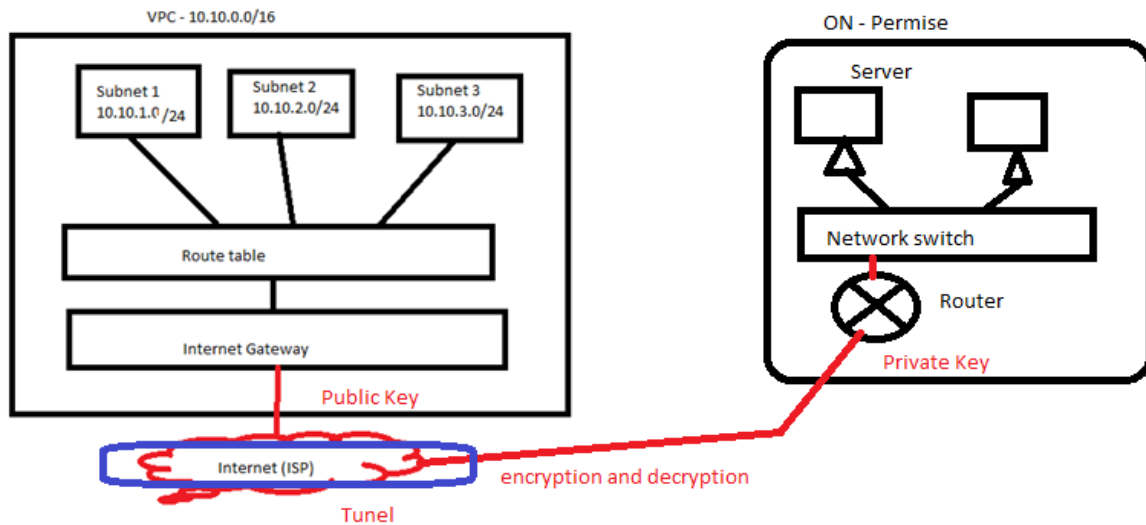 VPC - 10.10.0.0/16
Subnet 1
10.10.1.0/24
Subnet 2
10.10.2.0/24
Subnet 3
10.10.3.0/24
Route table
Internet Gateway
Public Key
Internet (ISP)
Tunel
encryption and decryption
ON - Permise
Server
Network switch
Router
Private Key